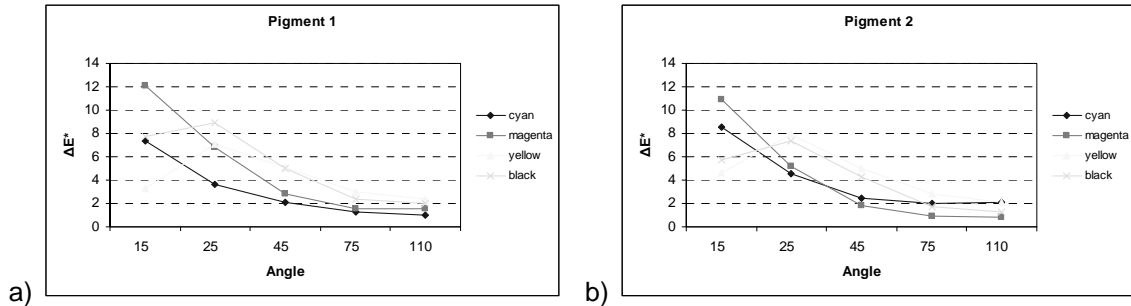 a)
Pigment 1
ΔE*
14
12
10
8
6
4
2
0
15 25 45 75 110
Angle
cyan
magenta
yellow
black
b)
Pigment 2
ΔE*
14
12
10
8
6
4
2
0
15 25 45 75 110
Angle
cyan
magenta
yellow
black